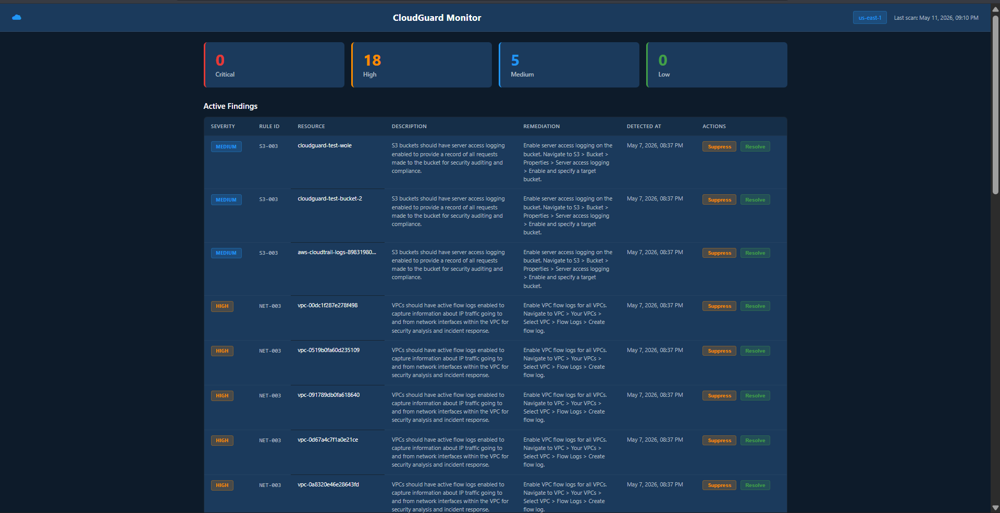 CloudGuard Monitor
us-east-1
Last scan: May 11, 2026, 09:10 PM
0
Critical
18
High
5
Medium
0
Low
Active Findings
SEVERITY RULE ID RESOURCE DESCRIPTION REMEDIATION DETECTED AT ACTIONS
MEDIUM S3-003 cloudguard-test-wole
S3 buckets should have server access logging
enabled to provide a record of all requests
made to the bucket for security auditing and
compliance.
Enable server access logging on the
bucket. Navigate to S3 > Bucket >
Properties > Server access logging
> Enable and specify a target
bucket.
May 7, 2026, 08:37 PM
Suppress Resolve
MEDIUM S3-003 cloudguard-test-bucket-2
S3 buckets should have server access logging
enabled to provide a record of all requests
made to the bucket for security auditing and
compliance.
Enable server access logging on the
bucket. Navigate to S3 > Bucket >
Properties > Server access logging
> Enable and specify a target
bucket.
May 7, 2026, 08:37 PM
Suppress Resolve
MEDIUM S3-003 aws-cloudtrail-logs-89831980...
S3 buckets should have server access logging
enabled to provide a record of all requests
made to the bucket for security auditing and
compliance.
Enable server access logging on the
bucket. Navigate to S3 > Bucket >
Properties > Server access logging
> Enable and specify a target
bucket.
May 7, 2026, 08:37 PM
Suppress Resolve
HIGH NET-003 vpc-00dc1f287e278f498
VPCs should have active flow logs enabled to
capture information about IP traffic going to
and from network interfaces within the VPC for
security analysis and incident response.
Enable VPC flow logs for all VPCs.
Navigate to VPC > Your VPCs >
Select VPC > Flow Logs > Create
flow log.
May 7, 2026, 08:37 PM
Suppress Resolve
HIGH NET-003 vpc-0519b0fa60d235109
VPCs should have active flow logs enabled to
capture information about IP traffic going to
and from network interfaces within the VPC for
security analysis and incident response.
Enable VPC flow logs for all VPCs.
Navigate to VPC > Your VPCs >
Select VPC > Flow Logs > Create
flow log.
May 7, 2026, 08:37 PM
Suppress Resolve
HIGH NET-003 vpc-091789db0fa618640
VPCs should have active flow logs enabled to
capture information about IP traffic going to
and from network interfaces within the VPC for
security analysis and incident response.
Enable VPC flow logs for all VPCs.
Navigate to VPC > Your VPCs >
Select VPC > Flow Logs > Create
flow log.
May 7, 2026, 08:37 PM
Suppress Resolve
HIGH NET-003 vpc-0d67a4c7f1a0e21ce
VPCs should have active flow logs enabled to
capture information about IP traffic going to
and from network interfaces within the VPC for
security analysis and incident response.
Enable VPC flow logs for all VPCs.
Navigate to VPC > Your VPCs >
Select VPC > Flow Logs > Create
flow log.
May 7, 2026, 08:37 PM
Suppress Resolve
HIGH NET-003 vpc-0a8320e46e28643fd
VPCs should have active flow logs enabled to
capture information about IP traffic going to
and from network interfaces within the VPC for
security analysis and incident response.
Enable VPC flow logs for all VPCs.
Navigate to VPC > Your VPCs >
Select VPC > Flow Logs > Create
flow log.
May 7, 2026, 08:37 PM
Suppress Resolve